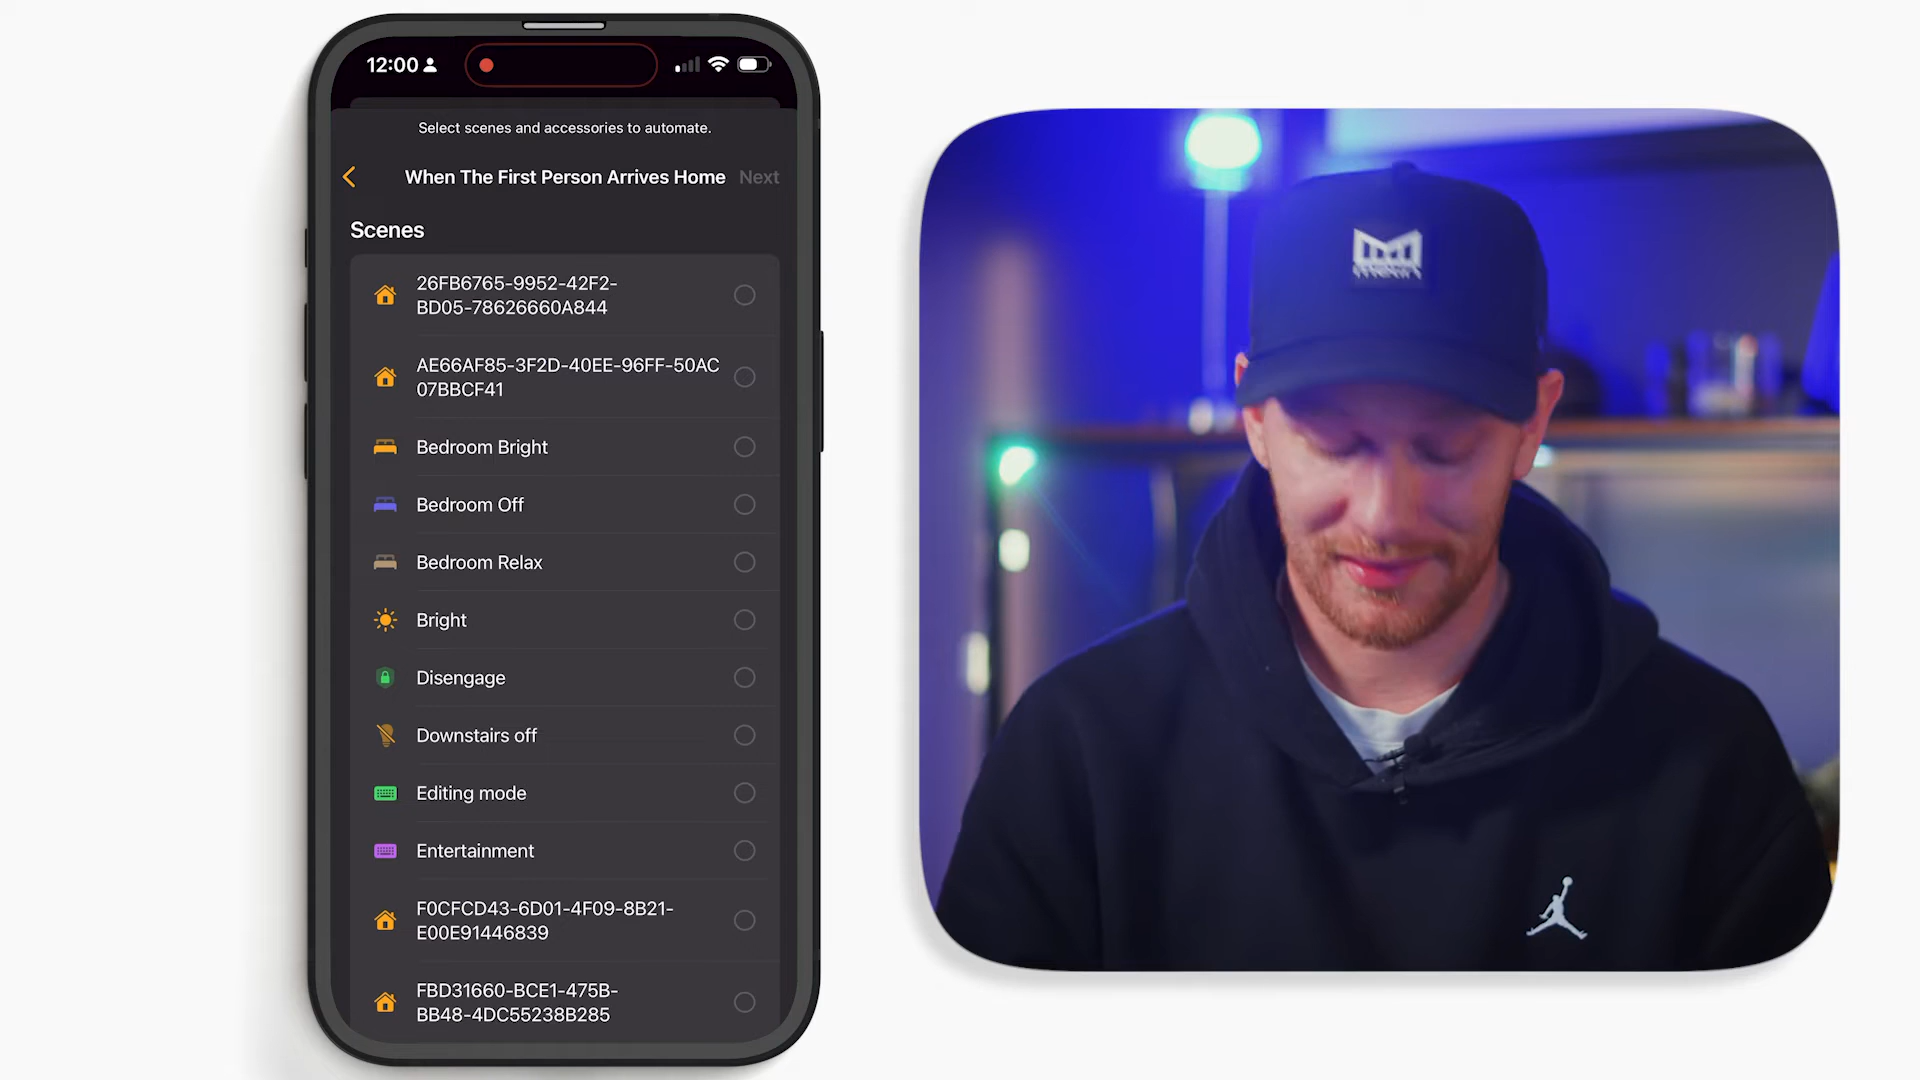 12:00
Select scenes and accessories to automate.
When The First Person Arrives Home
Next
Scenes
26FB6765-9952-42F2-
BD05-78626660A844
AE66AF85-3F2D-40EE-96FF-50AC
07BBCF41
Bedroom Bright
Bedroom Off
Bedroom Relax
Bright
Disengage
Downstairs off
Editing mode
Entertainment
F0CFCD43-6D01-4F09-8B21-
E00E91446839
FBD31660-BCE1-475B-
BB48-4DC55238B285